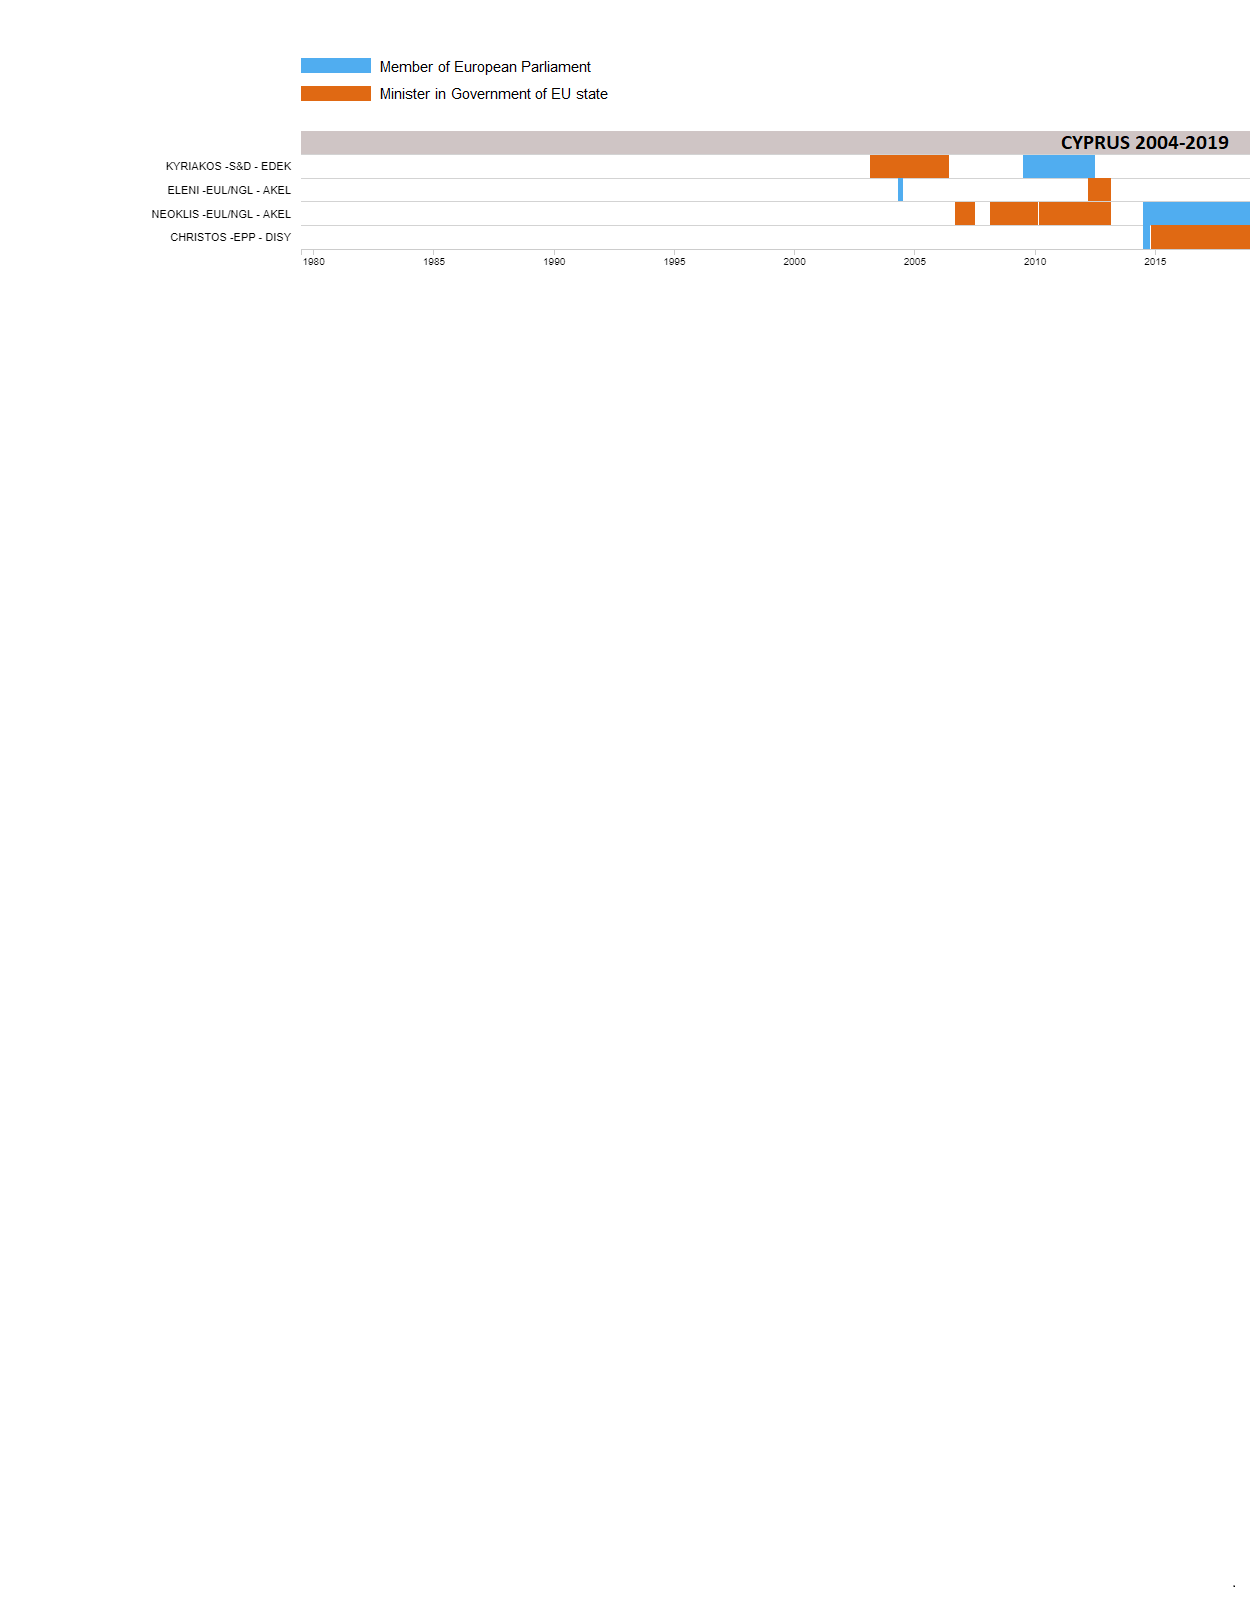 Member of European Parliament
Minister in Government of EU state
CYPRUS 2004-2019
KYRIAKOS -S&D - EDEK
ELENI -EUL/NGL - AKEL
NEOKLIS -EUL/NGL - AKEL
CHRISTOS -EPP - DISY
1980 1985 1990 1995 2000 2005 2010 2015
.